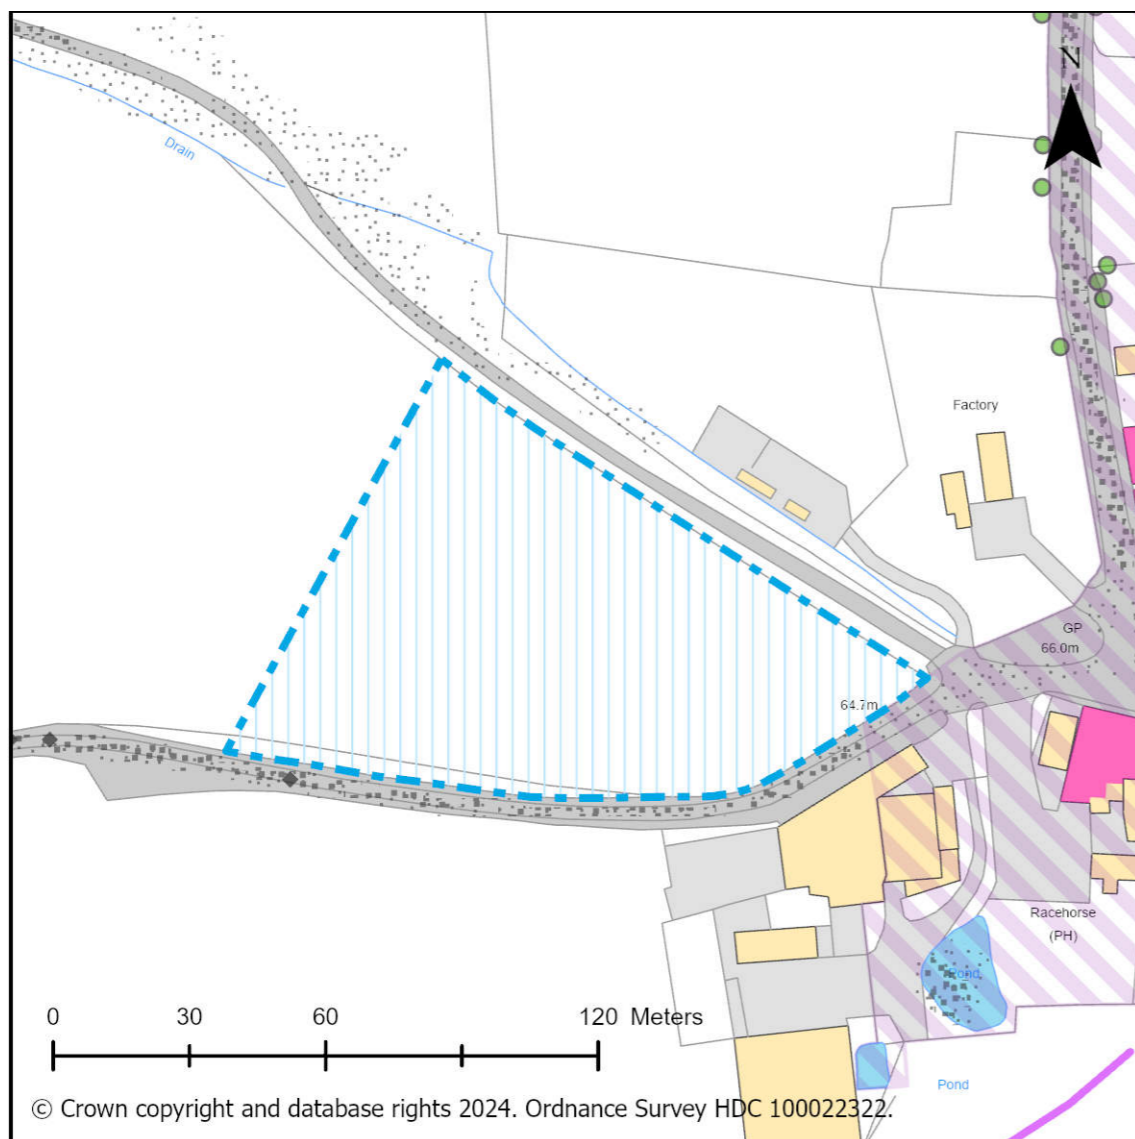 N
Drain
Factory
GP
66.0m
64.7m
Racehorse
(PH)
Pond
Pond
0 30 60 120 Meters
© Crown copyright and database rights 2024. Ordnance Survey HDC 100022322.